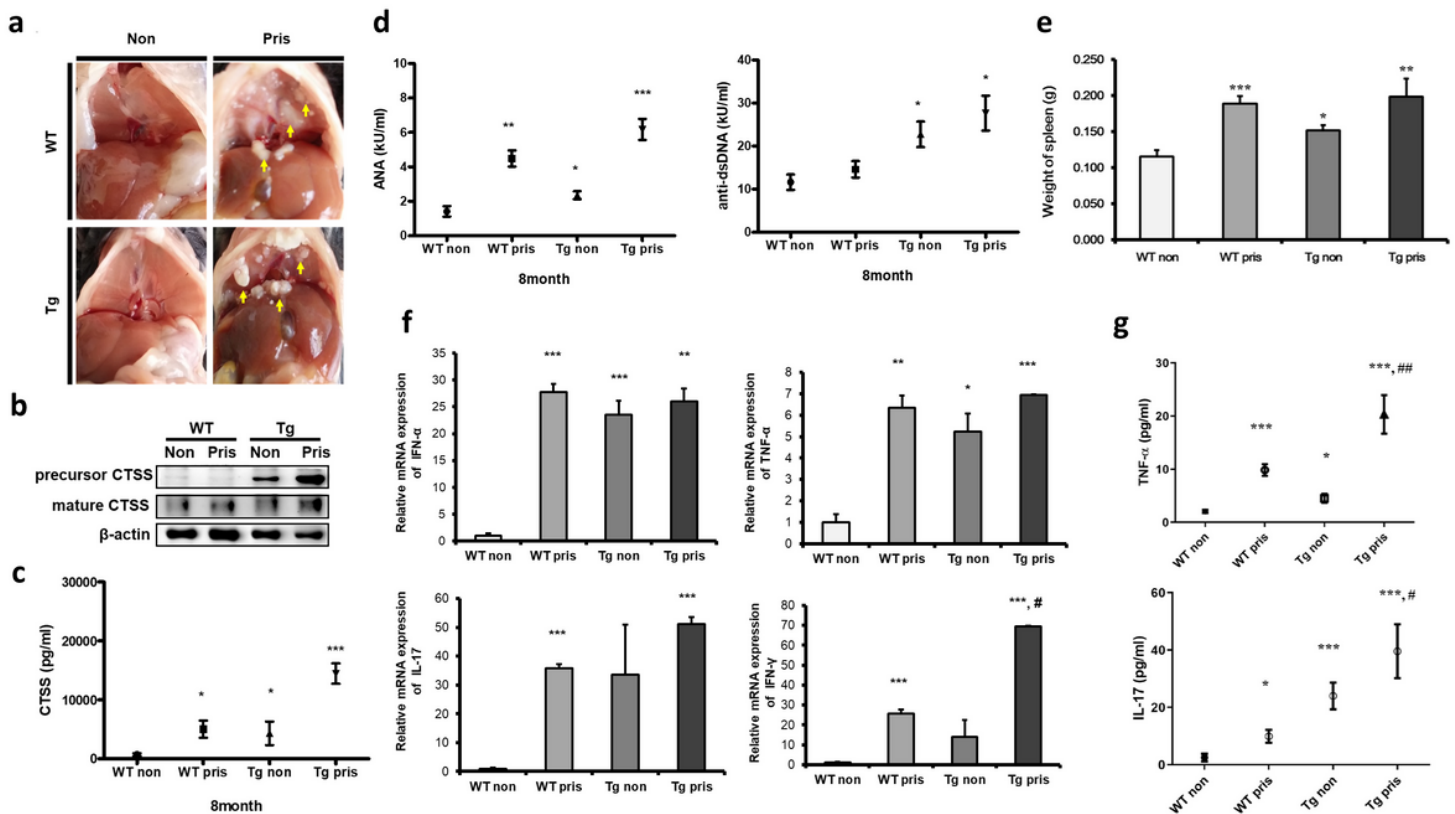 a
Non Pris
WT
Tg
b
WT Tg
Non Pris Non Pris
precursor CTSS
mature CTSS
β-actin
c
CTSS (pg/ml)
30000
20000
10000
0
* * ***
WT non WT pris Tg non Tg pris
8month
d
ANA (kU/ml)
10
8
6
4
2
0
** * ***
WT non WT pris Tg non Tg pris
8month
anti-dsDNA (kU/ml)
40
30
20
10
0
* *
WT non WT pris Tg non Tg pris
8month
e
Weight of spleen (g)
0.250
0.200
0.150
0.100
0.050
0.000
*** * **
WT non WT pris Tg non Tg pris
f
Relative mRNA expression
of IFN-α
35
30
25
20
15
10
5
0
*** *** **
WT non WT pris Tg non Tg pris
Relative mRNA expression
of TNF-α
8
7
6
5
4
3
2
1
0
** * ***
WT non WT pris Tg non Tg pris
Relative mRNA expression
of IL-17
60
50
40
30
20
10
0
*** ***
WT non WT pris Tg non Tg pris
Relative mRNA expression
of IFN-γ
80
70
60
50
40
30
20
10
0
*** ***, #
WT non WT pris Tg non Tg pris
g
TNF-α (pg/ml)
30
20
10
0
*** * ***, ##
WT non WT pris Tg non Tg pris
IL-17 (pg/ml)
60
40
20
0
* *** ***, #
WT non WT pris Tg non Tg pris